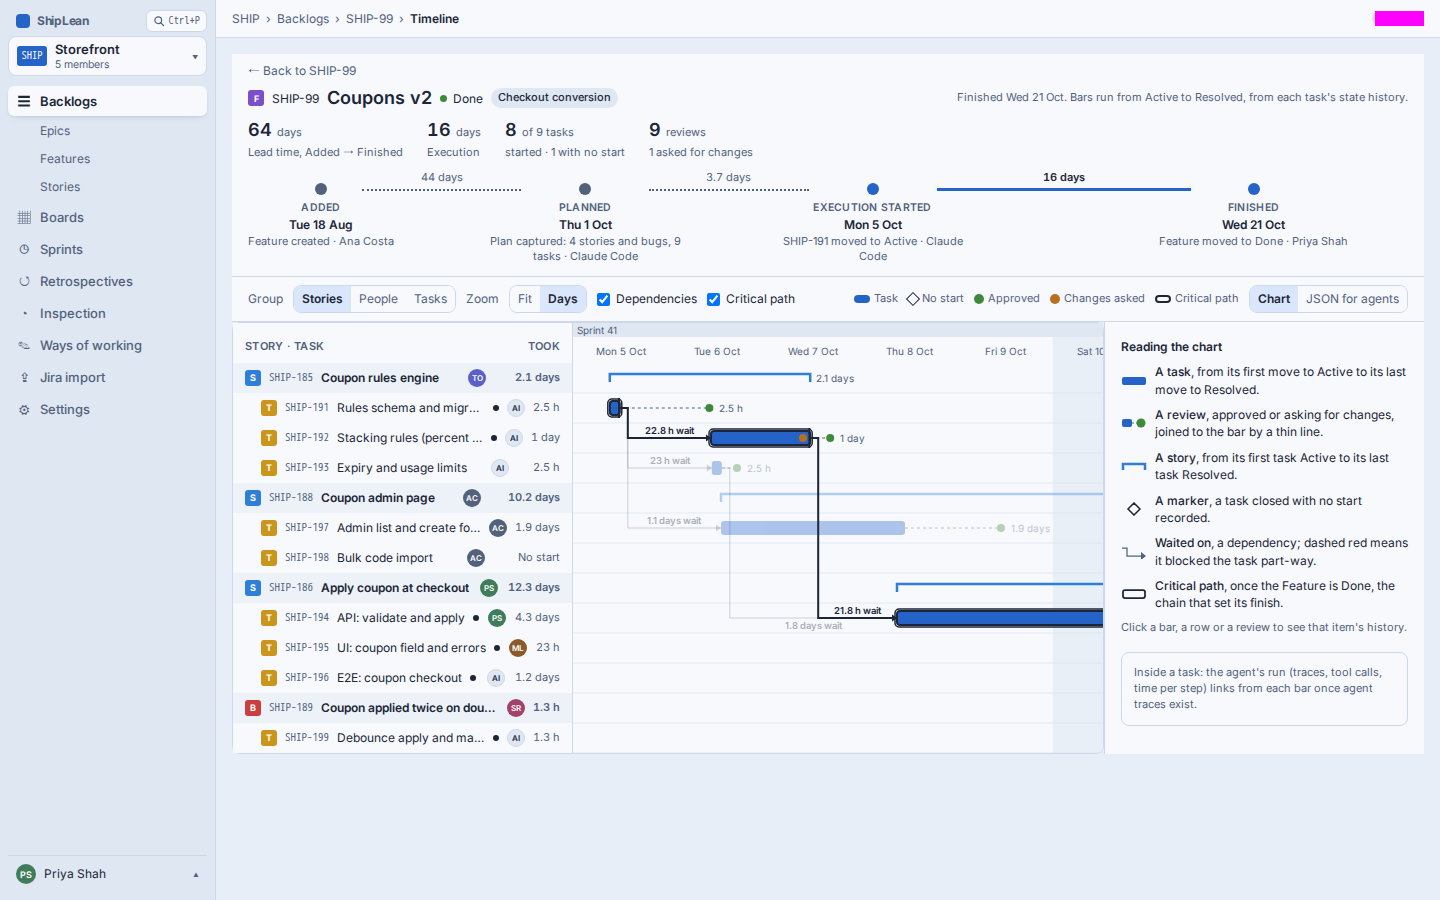 ShipLean
Ctrl+P
SHIP
Storefront
5 members
Backlogs
Epics
Features
Stories
Boards
Sprints
Retrospectives
Inspection
Ways of working
Jira import
Settings
PS Priya Shah
SHIP › Backlogs › SHIP-99 › Timeline
← Back to SHIP-99
F SHIP-99 Coupons v2 Done Checkout conversion
Finished Wed 21 Oct. Bars run from Active to Resolved, from each task's state history.
64 days
Lead time, Added → Finished
16 days
Execution
8 of 9 tasks
started · 1 with no start
9 reviews
1 asked for changes
44 days
3.7 days
16 days
ADDED
Tue 18 Aug
Feature created · Ana Costa
PLANNED
Thu 1 Oct
Plan captured: 4 stories and bugs, 9
tasks · Claude Code
EXECUTION STARTED
Mon 5 Oct
SHIP-191 moved to Active · Claude
Code
FINISHED
Wed 21 Oct
Feature moved to Done · Priya Shah
Group Stories People Tasks Zoom Fit Days Dependencies Critical path
Task No start Approved Changes asked Critical path Chart JSON for agents
STORY · TASK TOOK
S SHIP-185 Coupon rules engine TO 2.1 days
T SHIP-191 Rules schema and migr... AI 2.5 h
T SHIP-192 Stacking rules (percent ... AI 1 day
T SHIP-193 Expiry and usage limits AI 2.5 h
S SHIP-188 Coupon admin page AC 10.2 days
T SHIP-197 Admin list and create fo... AC 1.9 days
T SHIP-198 Bulk code import AC No start
S SHIP-186 Apply coupon at checkout PS 12.3 days
T SHIP-194 API: validate and apply PS 4.3 days
T SHIP-195 UI: coupon field and errors ML 23 h
T SHIP-196 E2E: coupon checkout AI 1.2 days
B SHIP-189 Coupon applied twice on dou... SR 1.3 h
T SHIP-199 Debounce apply and ma... AI 1.3 h
Sprint 41
Mon 5 Oct Tue 6 Oct Wed 7 Oct Thu 8 Oct Fri 9 Oct Sat 10
2.1 days
2.5 h
22.8 h wait
1 day
23 h wait
2.5 h
1.1 days wait
1.9 days
21.8 h wait
1.8 days wait
Reading the chart
A task, from its first move to Active to its last
move to Resolved.
A review, approved or asking for changes,
joined to the bar by a thin line.
A story, from its first task Active to its last
task Resolved.
A marker, a task closed with no start
recorded.
Waited on, a dependency; dashed red means
it blocked the task part-way.
Critical path, once the Feature is Done, the
chain that set its finish.
Click a bar, a row or a review to see that item's history.
Inside a task: the agent's run (traces, tool calls,
time per step) links from each bar once agent
traces exist.